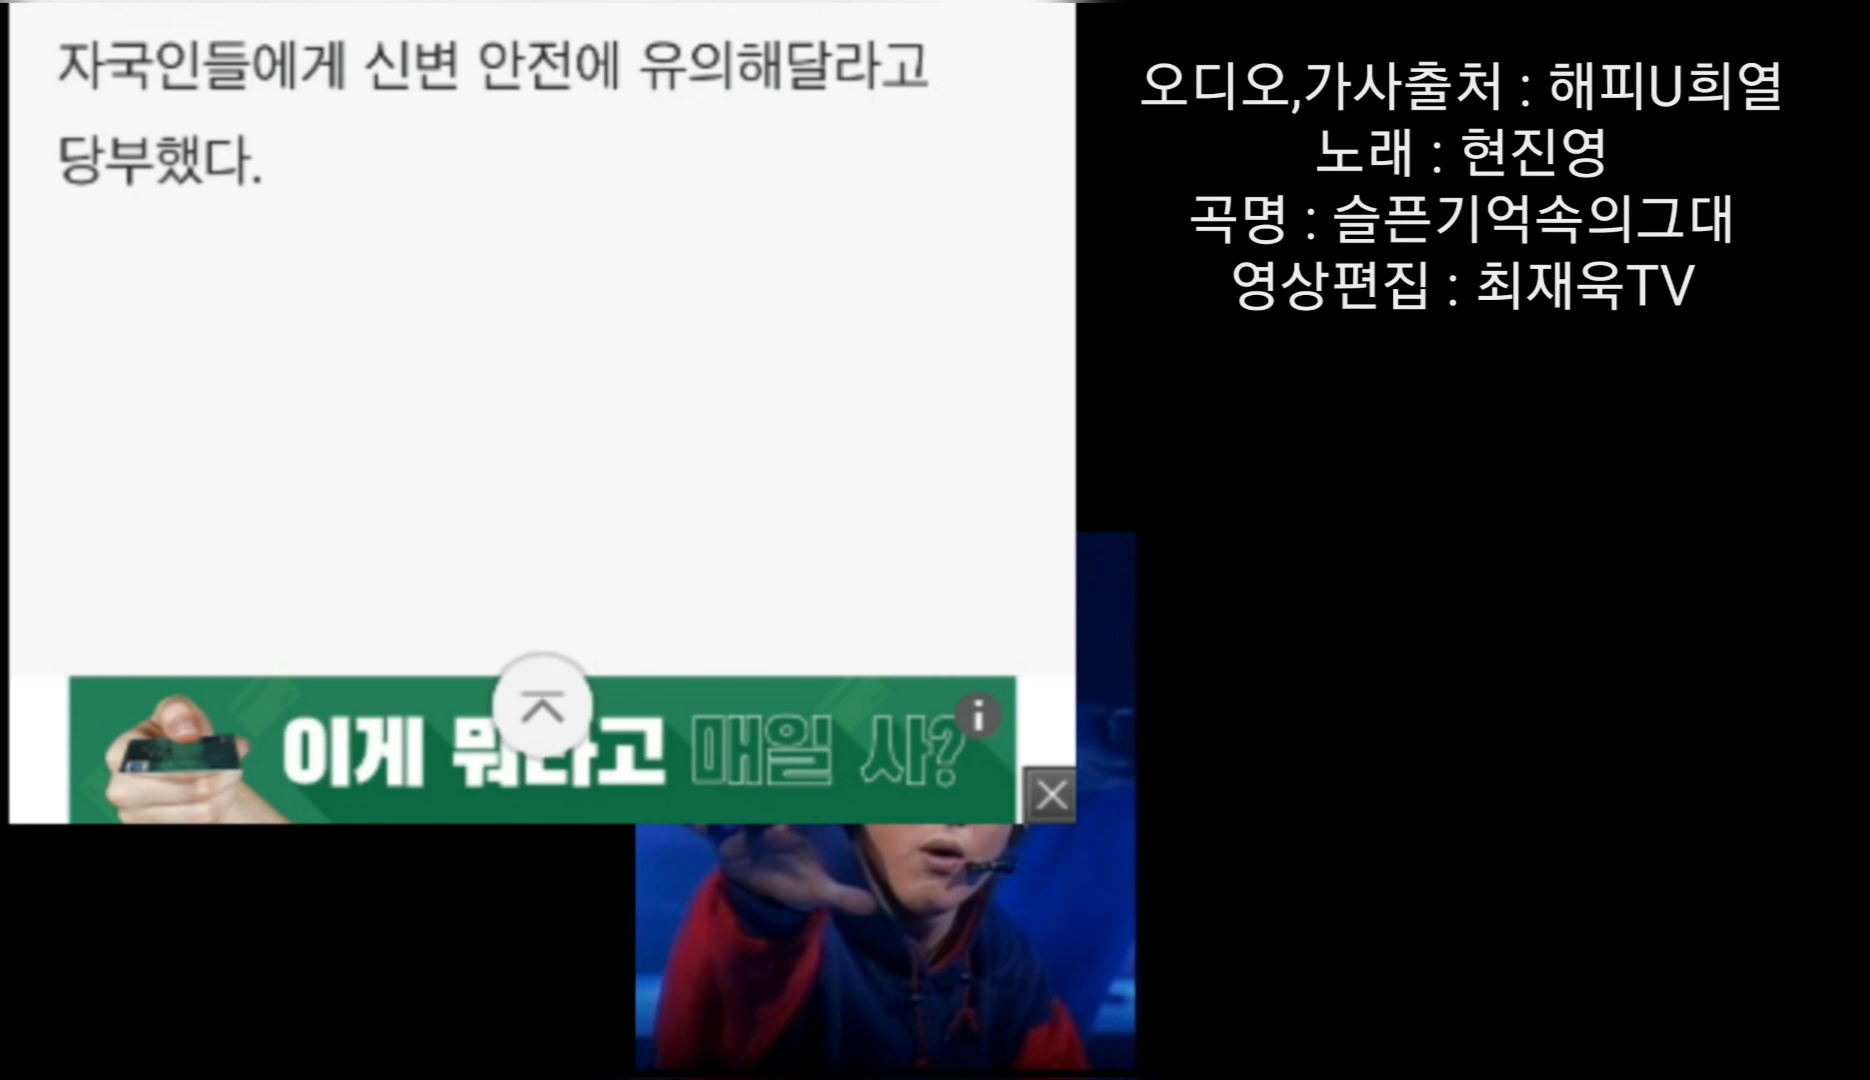 자국인들에게 신변 안전에 유의해달라고
당부했다.
오디오,가사출처 : 해피U희열
노래 : 현진영
곡명 : 슬픈기억속의그대
영상편집 : 최재욱TV
이게 뭐라고 매일 사?